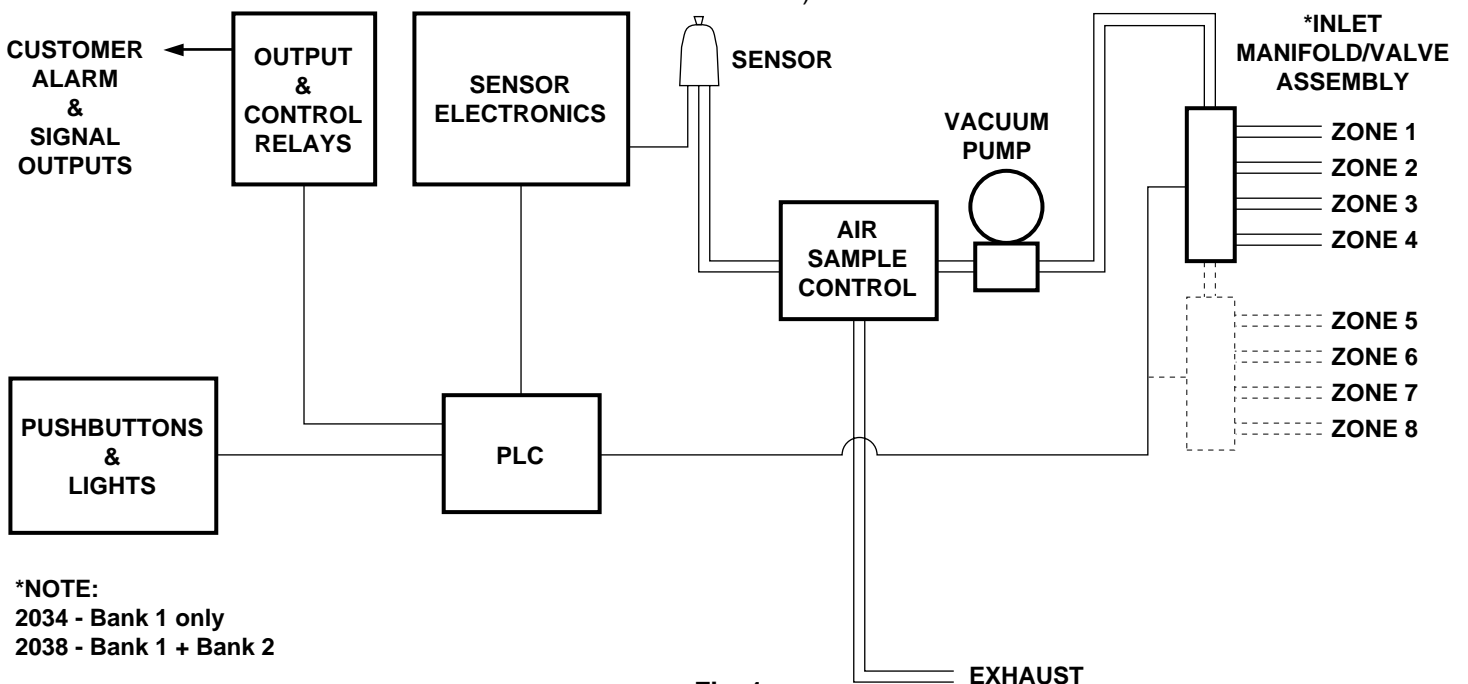 CUSTOMER
ALARM
&
SIGNAL
OUTPUTS
OUTPUT
&
CONTROL
RELAYS
SENSOR
ELECTRONICS
SENSOR
VACUUM
PUMP
*INLET
MANIFOLD/VALVE
ASSEMBLY
ZONE 1
ZONE 2
ZONE 3
ZONE 4
AIR
SAMPLE
CONTROL
ZONE 5
ZONE 6
ZONE 7
ZONE 8
PUSHBUTTONS
&
LIGHTS
PLC
*NOTE:
2034 - Bank 1 only
2038 - Bank 1 + Bank 2
EXHAUST